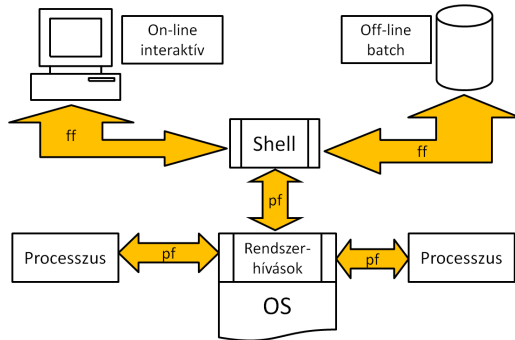 On-line
interaktív
Off-line
batch
ff
Shell
ff
pf
Processzus
pf
Rendszer-
hívások
pf
Processzus
OS